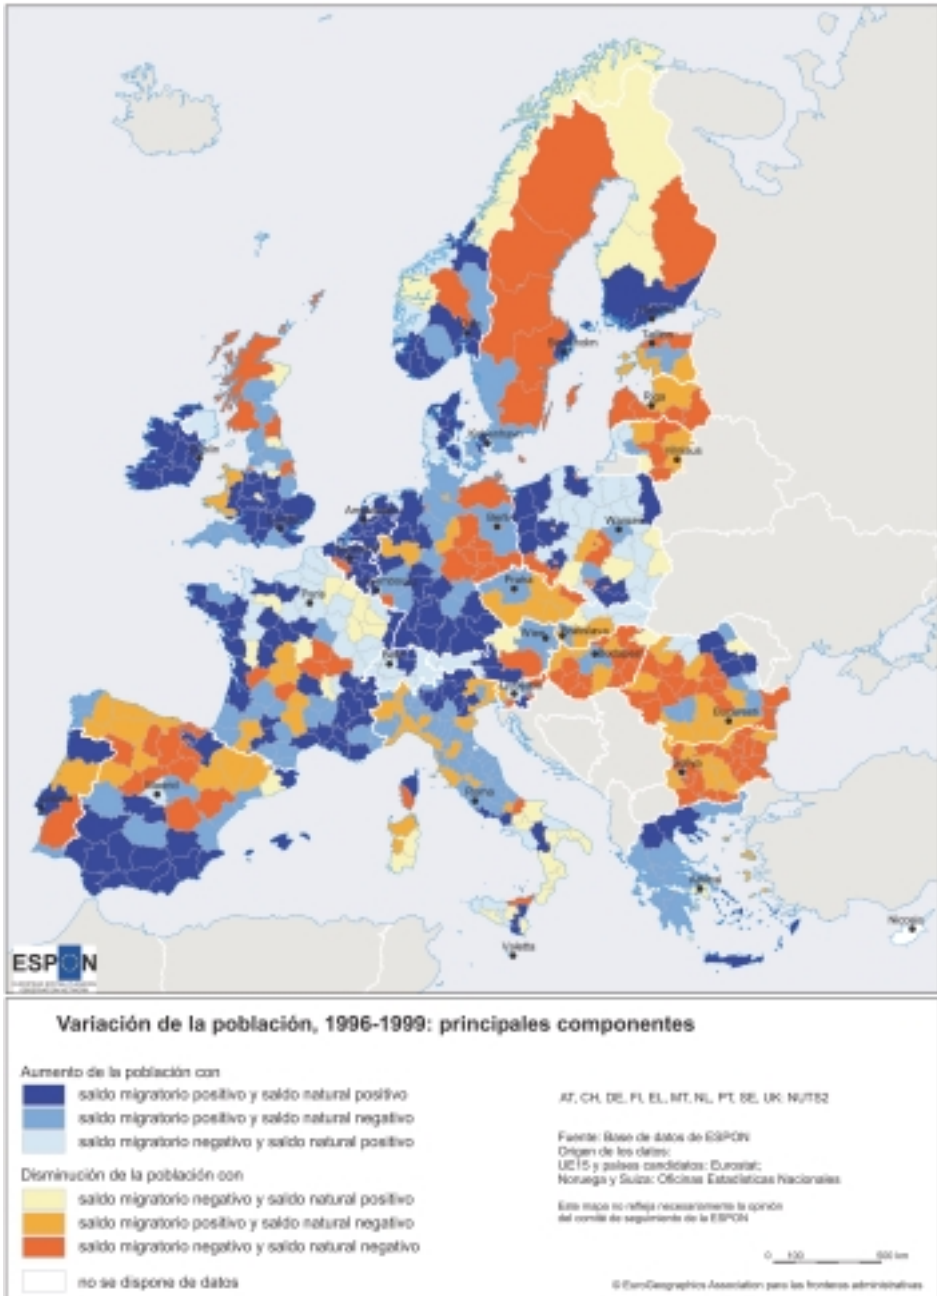 Tallinn
Riga
Vilnius
Berlin
Praha
Paris
Bucuresti
Madrid
Roma
Nicosia
Valetta
ESPON
Variación de la población, 1996-1999: principales componentes
Aumento de la población con
saldo migratorio positivo y saldo natural positivo
saldo migratorio positivo y saldo natural negativo
saldo migratorio negativo y saldo natural positivo
Disminución de la población con
saldo migratorio negativo y saldo natural positivo
saldo migratorio positivo y saldo natural negativo
saldo migratorio negativo y saldo natural negativo
no se dispone de datos
AT, CH, DE, FI, EL, MT, NL, PT, SE, UK: NUTS2
Fuente: Base de datos de ESPON
Origen de los datos:
UE15 y países candidatos: Eurostat;
Noruega y Suiza: Oficinas Estadísticas Nacionales
Este mapa no refleja necesariamente la opinión
del comité de seguimiento de la ESPON
0 100 500 km
© EuroGeographics Association para las fronteras administrativas